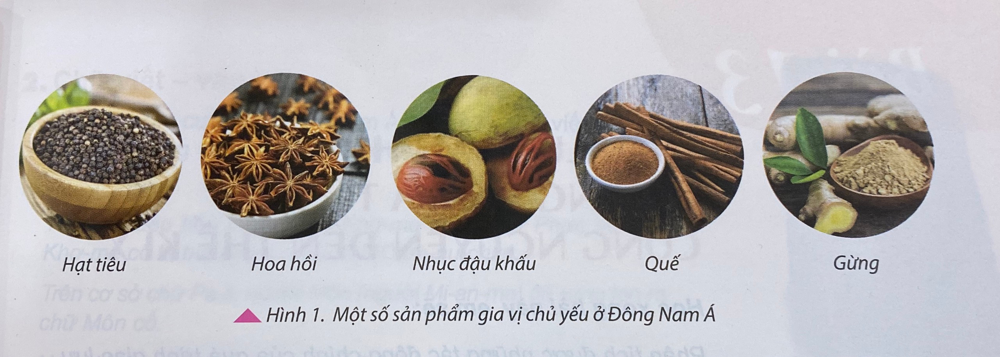 Hạt tiêu
Hoa hồi
Nhục đậu khấu
Quế
Gừng
Hình 1. Một số sản phẩm gia vị chủ yếu ở Đông Nam Á